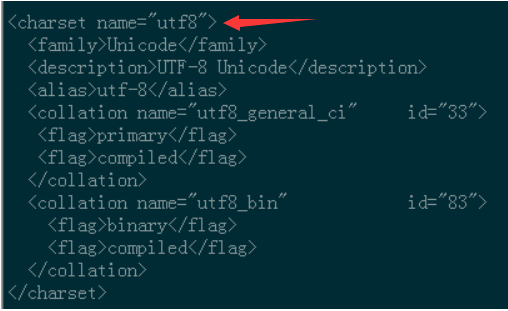 <charset name="utf8">
<family>Unicode</family>
<description>UTF-8 Unicode</description>
<alias>utf-8</alias>
<collation name="utf8_general_ci" id="33">
<flag>primary</flag>
<flag>compiled</flag>
</collation>
<collation name="utf8_bin" id="83">
<flag>binary</flag>
<flag>compiled</flag>
</collation>
</charset>